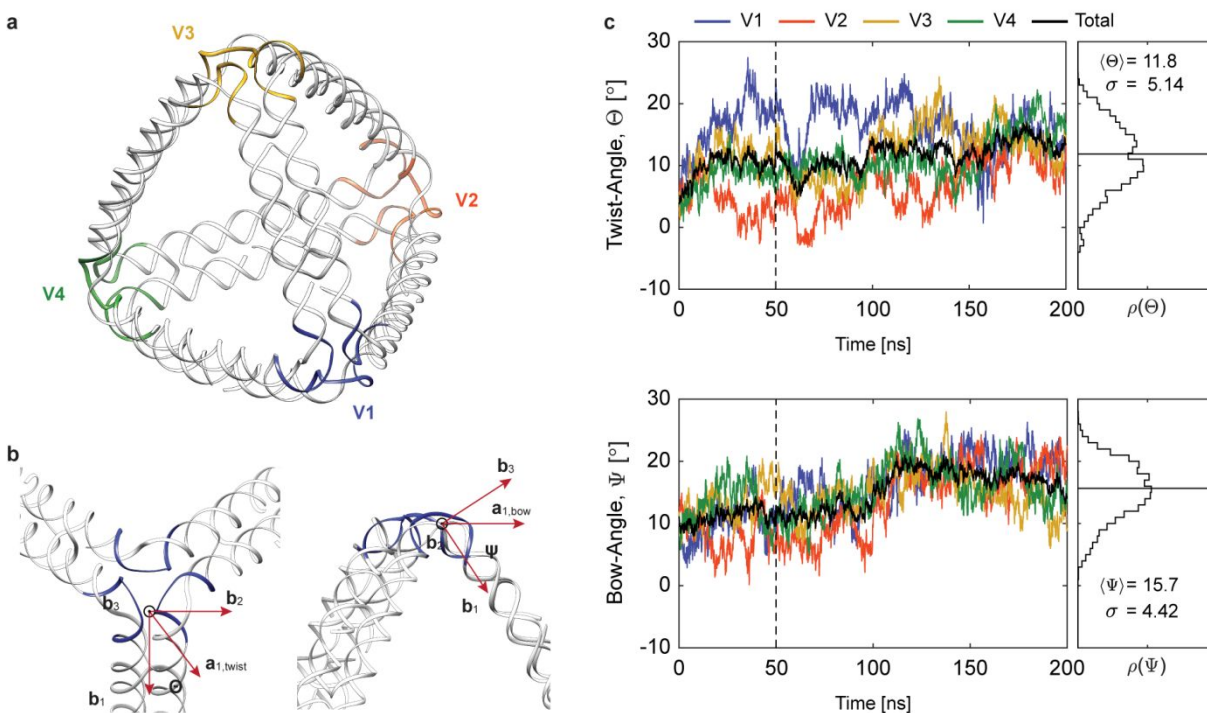 a
V3
V2
V4
V1
b
b3
b2
a1,twist
b1
Θ
b3
a1,bow
b2
Ψ
b1
c
V1 V2 V3 V4 Total
30
20
10
0
-10
Twist-Angle, Θ [°]
0 50 100 150 200
Time [ns]
⟨Θ⟩ = 11.8
σ = 5.14
ρ(Θ)
30
20
10
0
-10
Bow-Angle, Ψ [°]
0 50 100 150 200
Time [ns]
⟨Ψ⟩ = 15.7
σ = 4.42
ρ(Ψ)